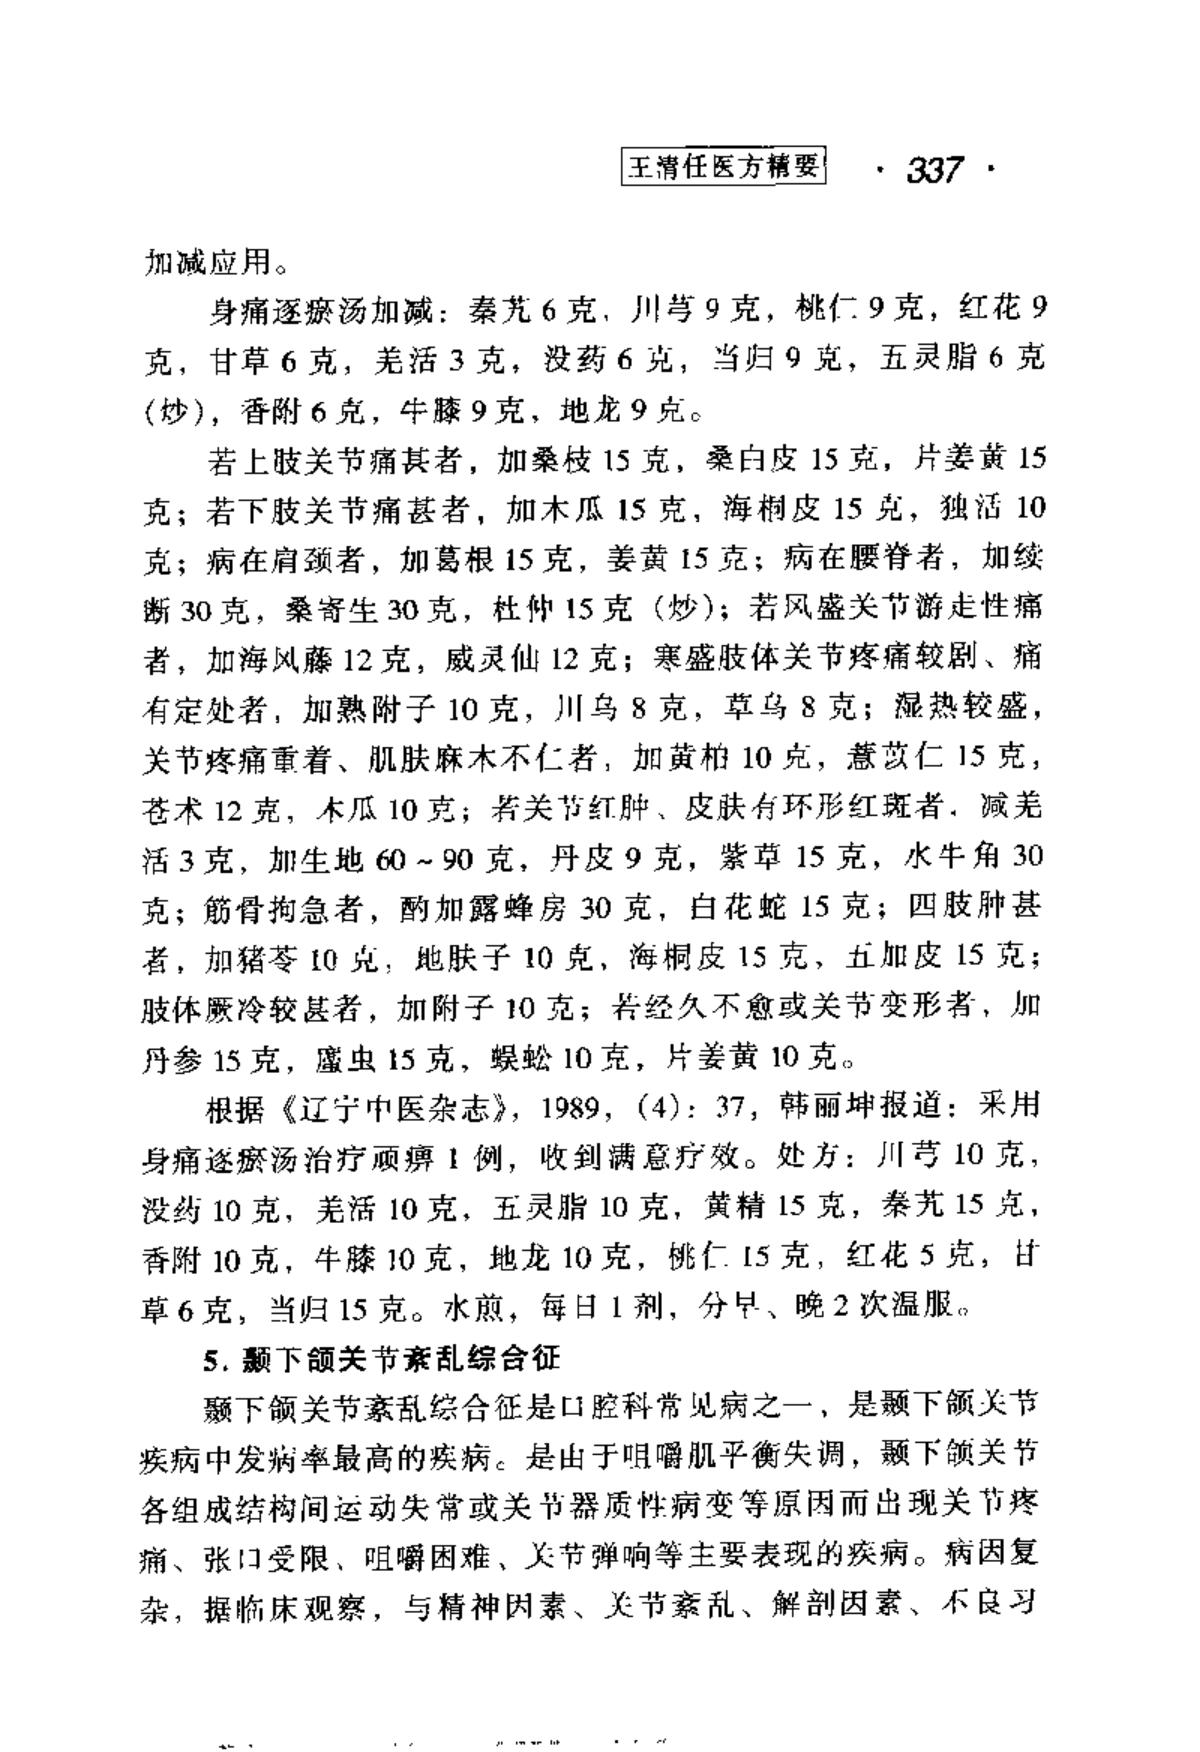 王清任医方精要 · 337 ·
加减应用。
身痛逐瘀汤加减：秦艽 6 克，川芎 9 克，桃仁 9 克，红花 9
克，甘草 6 克，羌活 3 克，没药 6 克，当归 9 克，五灵脂 6 克
(炒)，香附 6 克，牛膝 9 克，地龙 9 克。
若上肢关节痛甚者，加桑枝 15 克，桑白皮 15 克，片姜黄 15
克；若下肢关节痛甚者，加木瓜 15 克，海桐皮 15 克，独活 10
克；病在肩颈者，加葛根 15 克，姜黄 15 克；病在腰脊者，加续
断 30 克，桑寄生 30 克，杜仲 15 克（炒)；若风盛关节游走性痛
者，加海风藤 12 克，威灵仙 12 克；寒盛肢体关节疼痛较剧、痛
有定处者，加熟附子 10 克，川乌 8 克，草乌 8 克；湿热较盛，
关节疼痛重着、肌肤麻木不仁者，加黄柏 10 克，薏苡仁 15 克，
苍术 12 克，木瓜 10 克；若关节红肿、皮肤有环形红斑者，减羌
活 3 克，加生地 60～90 克，丹皮 9 克，紫草 15 克，水牛角 30
克；筋骨拘急者，酌加露蜂房 30 克，白花蛇 15 克；四肢肿甚
者，加猪苓 10 克，地肤子 10 克，海桐皮 15 克，五加皮 15 克；
肢体厥冷较甚者，加附子 10 克；若经久不愈或关节变形者，加
丹参 15 克，䗪虫 15 克，蜈蚣 10 克，片姜黄 10 克。
根据《辽宁中医杂志》，1989，(4)：37，韩丽坤报道：采用
身痛逐瘀汤治疗顽痹 1 例，收到满意疗效。处方：川芎 10 克，
没药 10 克，羌活 10 克，五灵脂 10 克，黄精 15 克，秦艽 15 克，
香附 10 克，牛膝 10 克，地龙 10 克，桃仁 15 克，红花 5 克，甘
草 6 克，当归 15 克。水煎，每日 1 剂，分早、晚 2 次温服。
5. 颞下颌关节紊乱综合征
颞下颌关节紊乱综合征是口腔科常见病之一，是颞下颌关节
疾病中发病率最高的疾病。是由于咀嚼肌平衡失调，颞下颌关节
各组成结构间运动失常或关节器质性病变等原因而出现关节疼
痛、张口受限、咀嚼困难、关节弹响等主要表现的疾病。病因复
杂，据临床观察，与精神因素、关节紊乱、解剖因素、不良习